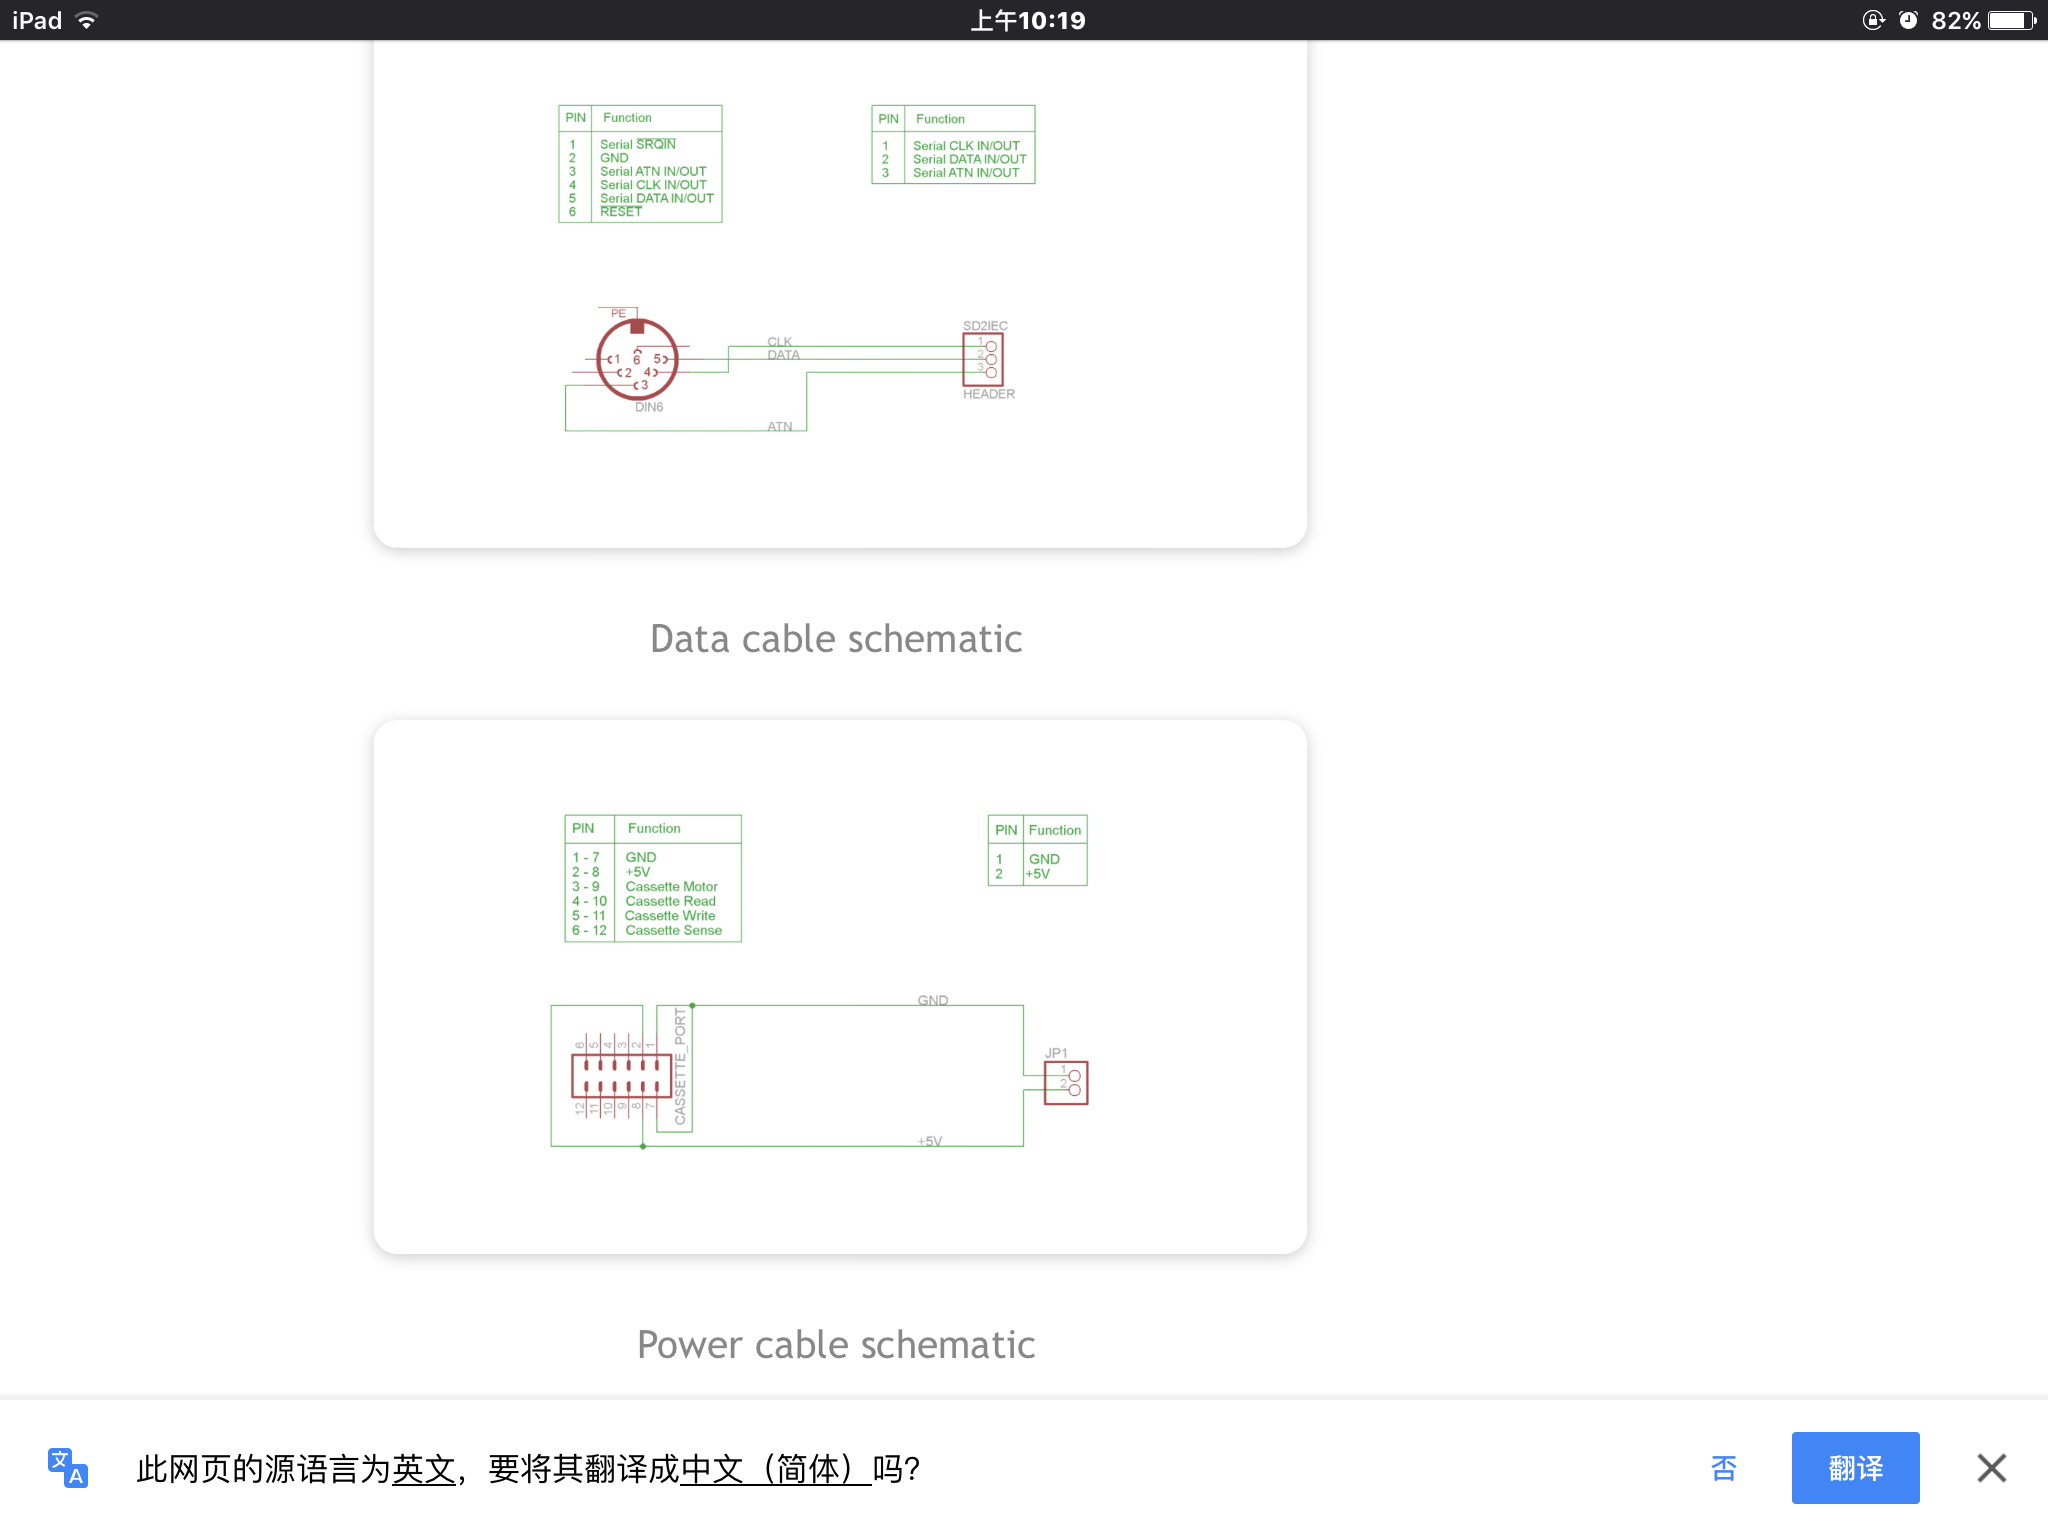 iPad 上午10:19 82%
PIN Function
1 Serial SRQIN
2 GND
3 Serial ATN IN/OUT
4 Serial CLK IN/OUT
5 Serial DATA IN/OUT
6 RESET
PIN Function
1 Serial CLK IN/OUT
2 Serial DATA IN/OUT
3 Serial ATN IN/OUT
PE
1 6 5
2 4
3
DIN6
CLK
DATA
ATN
SD2IEC
1
2
3
HEADER
Data cable schematic
PIN Function
1 - 7 GND
2 - 8 +5V
3 - 9 Cassette Motor
4 - 10 Cassette Read
5 - 11 Cassette Write
6 - 12 Cassette Sense
PIN Function
1 GND
2 +5V
GND
6 5 4 3 2 1
12 11 10 9 8 7
CASSETTE_PORT
JP1
1
2
+5V
Power cable schematic
文A 此网页的源语言为英文，要将其翻译成中文（简体）吗？ 否 翻译